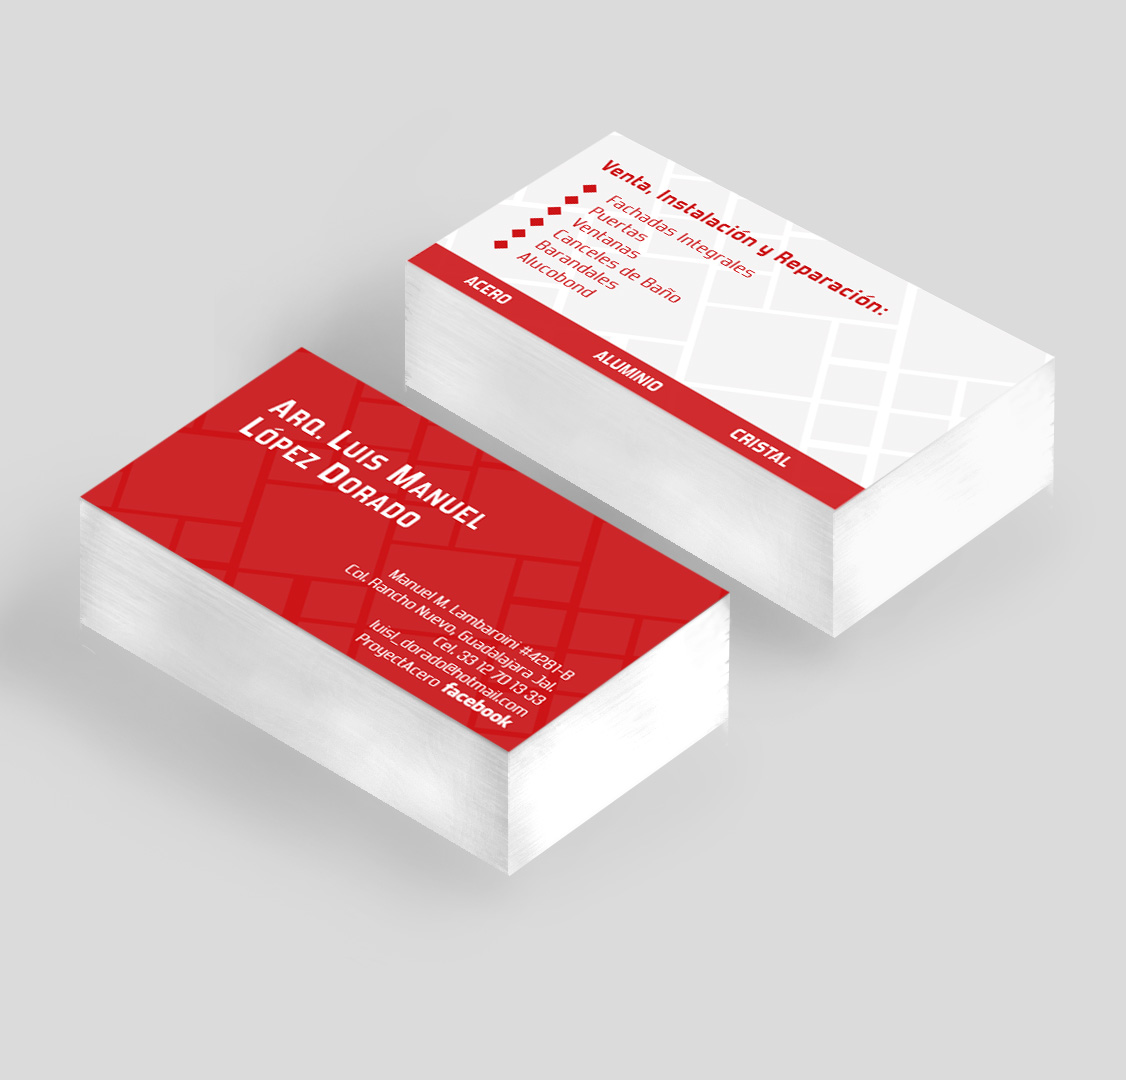 Venta, Instalación y Reparación:
Fachadas Integrales
Puertas
Ventanas
Canceles de Baño
Barandales
Alucobond
ACERO
ALUMINIO
CRISTAL
ARQ. LUIS MANUEL
LÓPEZ DORADO
Manuel M. Lambaroini #4281-B
Col. Rancho Nuevo, Guadalajara Jal.
Cel. 33 12 70 13 33
luisl_dorado@hotmail.com
ProyectAcero facebook